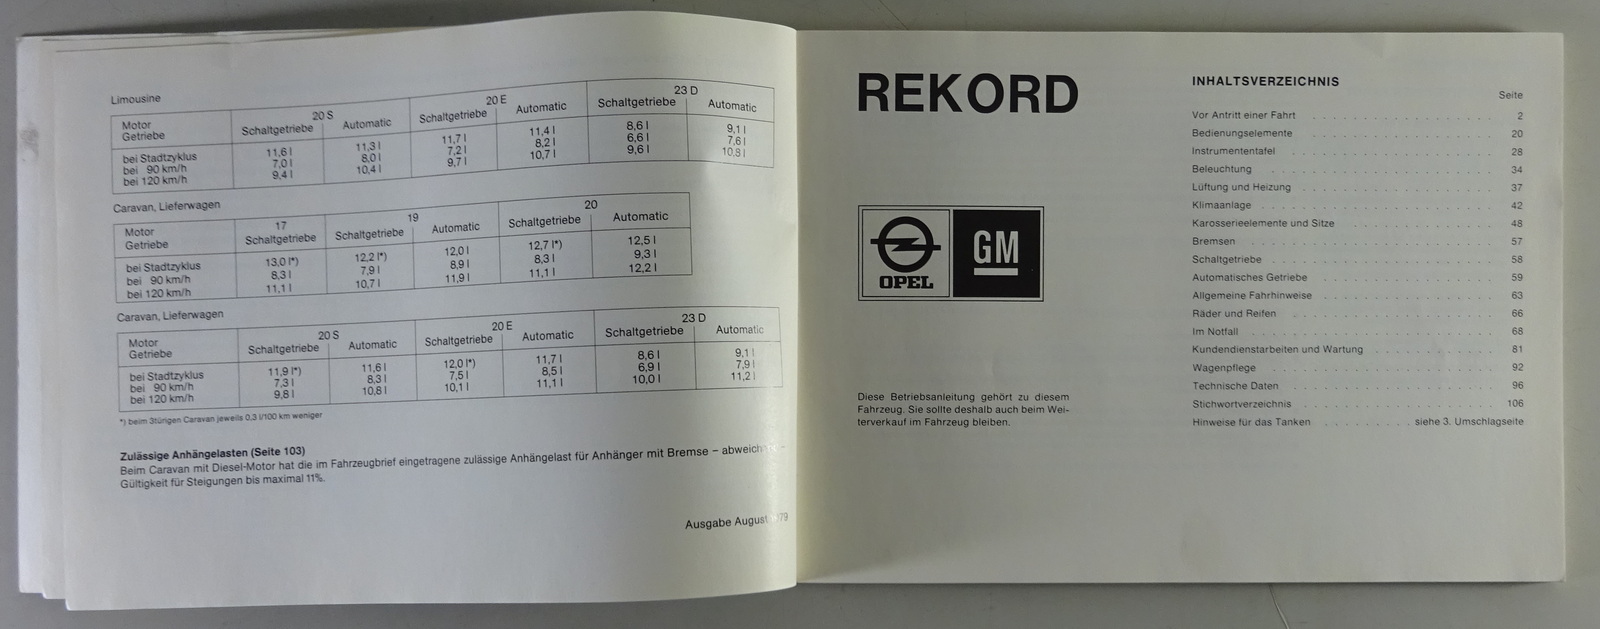 Limousine
Motor 20 S 20 E 23 D
Getriebe Schaltgetriebe Automatic Schaltgetriebe Automatic Schaltgetriebe Automatic
bei Stadtzyklus 11,6 l 11,3 l 11,7 l 11,4 l 8,6 l 9,1 l
bei 90 km/h 7,0 l 8,0 l 7,2 l 8,2 l 6,6 l 7,6 l
bei 120 km/h 9,4 l 10,4 l 9,7 l 10,7 l 9,6 l 10,8 l
Caravan, Lieferwagen
Motor 17 19 20
Getriebe Schaltgetriebe Schaltgetriebe Automatic Schaltgetriebe Automatic
bei Stadtzyklus 13,0 l*) 12,2 l*) 12,0 l 12,7 l*) 12,5 l
bei 90 km/h 8,3 l 7,9 l 8,9 l 8,3 l 9,3 l
bei 120 km/h 11,1 l 10,7 l 11,9 l 11,1 l 12,2 l
Caravan, Lieferwagen
Motor 20 S 20 E 23 D
Getriebe Schaltgetriebe Automatic Schaltgetriebe Automatic Schaltgetriebe Automatic
bei Stadtzyklus 11,9 l*) 11,6 l 12,0 l*) 11,7 l 8,6 l 9,1 l
bei 90 km/h 7,3 l 8,3 l 7,5 l 8,5 l 6,9 l 7,9 l
bei 120 km/h 9,8 l 10,8 l 10,1 l 11,1 l 10,0 l 11,2 l
*) beim 3türigen Caravan jeweils 0,3 l/100 km weniger
Zulässige Anhängelasten (Seite 103)
Beim Caravan mit Diesel-Motor hat die im Fahrzeugbrief eingetragene zulässige Anhängelast für Anhänger mit Bremse –
Gültigkeit für Steigungen bis maximal 11%.
Ausgabe August
REKORD
OPEL
GM
Diese Betriebsanleitung gehört zu diesem
Fahrzeug. Sie sollte deshalb auch beim Wei-
terverkauf im Fahrzeug bleiben.
INHALTSVERZEICHNIS
Seite
Vor Antritt einer Fahrt 2
Bedienungselemente 20
Instrumententafel 28
Beleuchtung 34
Lüftung und Heizung 37
Klimaanlage 42
Karosserieelemente und Sitze 48
Bremsen 57
Schaltgetriebe 58
Automatisches Getriebe 59
Allgemeine Fahrhinweise 63
Räder und Reifen 66
Im Notfall 68
Kundendienstarbeiten und Wartung 81
Wagenpflege 92
Technische Daten 96
Stichwortverzeichnis 106
Hinweise für das Tanken siehe 3. Umschlagseite